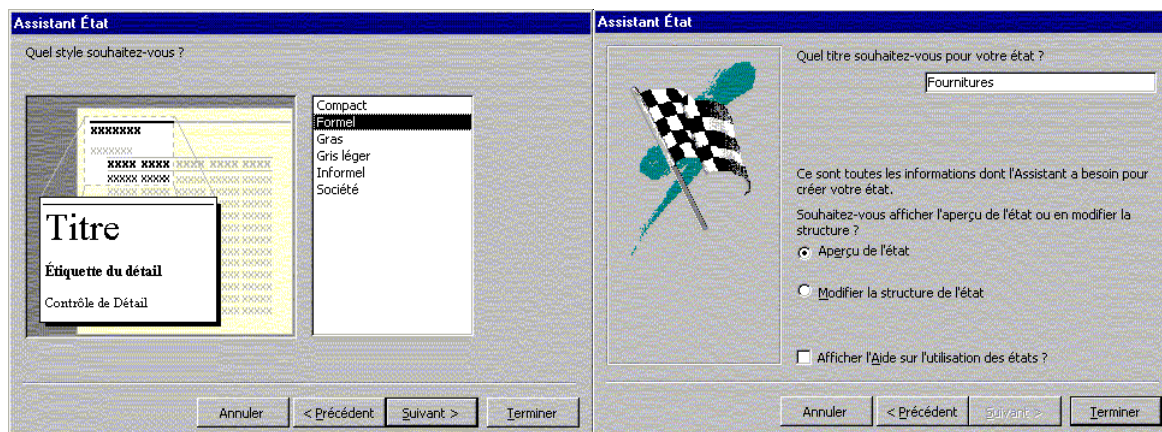 Assistant État
Quel style souhaitez-vous ?
xxxxxxx
xxxxxxx
xxxx xxxx xxxx xxxx xxxx
xxxxx xxxxx
Titre
Étiquette du détail
Contrôle de Détail
Compact
Formel
Gras
Gris léger
Informel
Société
Annuler
< Précédent
Suivant >
Terminer
Assistant État
Quel titre souhaitez-vous pour votre état ?
Fournitures
Ce sont toutes les informations dont l'Assistant a besoin pour
créer votre état.
Souhaitez-vous afficher l'aperçu de l'état ou en modifier la
structure ?
Aperçu de l'état
Modifier la structure de l'état
Afficher l'Aide sur l'utilisation des états ?
Annuler
< Précédent
Suivant >
Terminer